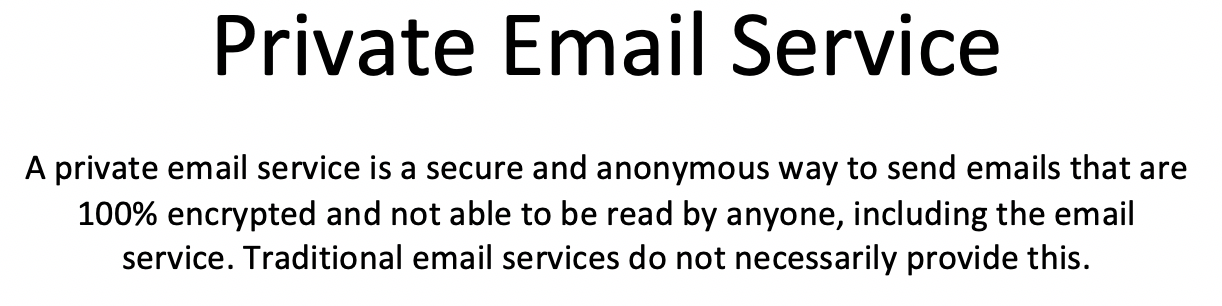 Private Email Service
A private email service is a secure and anonymous way to send emails that are
100% encrypted and not able to be read by anyone, including the email
service. Traditional email services do not necessarily provide this.